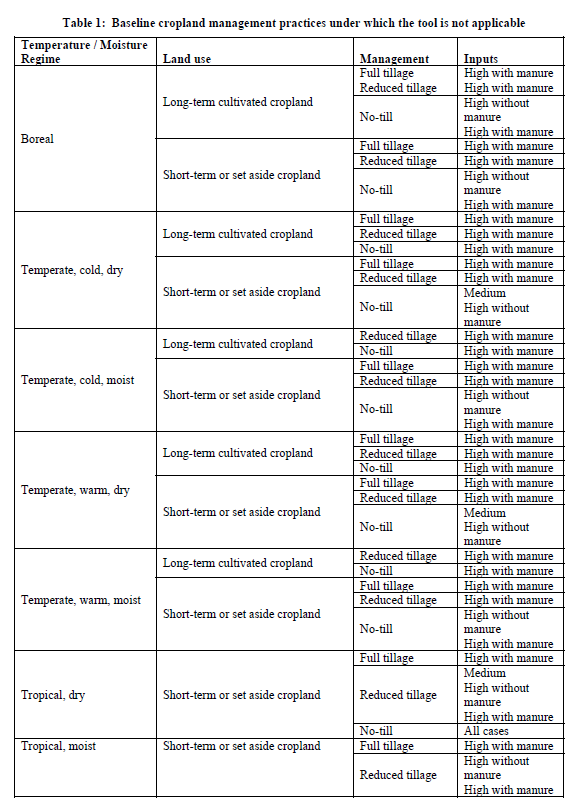 Table 1: Baseline cropland management practices under which the tool is not applicable
Temperature / Moisture
Regime
Land use
Management
Inputs
Boreal
Long-term cultivated cropland
Full tillage
High with manure
Reduced tillage
High with manure
No-till
High without
manure
High with manure
Short-term or set aside cropland
Full tillage
High with manure
Reduced tillage
High with manure
No-till
High without
manure
High with manure
Temperate, cold, dry
Long-term cultivated cropland
Full tillage
High with manure
Reduced tillage
High with manure
No-till
High with manure
Short-term or set aside cropland
Full tillage
High with manure
Reduced tillage
High with manure
No-till
Medium
High without
manure
Temperate, cold, moist
Long-term cultivated cropland
Reduced tillage
High with manure
No-till
High with manure
Short-term or set aside cropland
Full tillage
High with manure
Reduced tillage
High with manure
No-till
High without
manure
High with manure
Temperate, warm, dry
Long-term cultivated cropland
Full tillage
High with manure
Reduced tillage
High with manure
No-till
High with manure
Short-term or set aside cropland
Full tillage
High with manure
Reduced tillage
High with manure
No-till
Medium
High without
manure
Temperate, warm, moist
Long-term cultivated cropland
Reduced tillage
High with manure
No-till
High with manure
Short-term or set aside cropland
Full tillage
High with manure
Reduced tillage
High with manure
No-till
High without
manure
High with manure
Tropical, dry
Short-term or set aside cropland
Full tillage
High with manure
Reduced tillage
Medium
High without
manure
High with manure
No-till
All cases
Tropical, moist
Short-term or set aside cropland
Full tillage
High with manure
Reduced tillage
High without
manure
High with manure